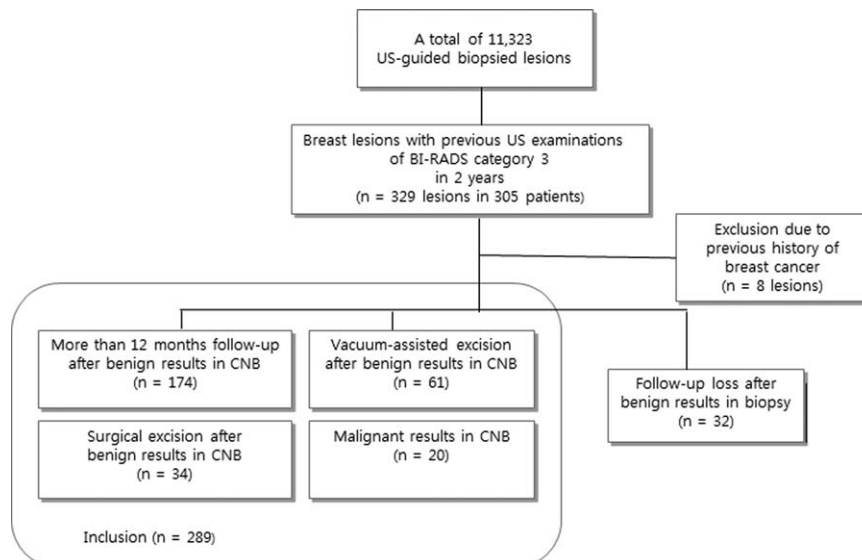 A total of 11,323
US-guided biopsied lesions
Breast lesions with previous US examinations
of BI-RADS category 3
in 2 years
(n = 329 lesions in 305 patients)
Exclusion due to
previous history of
breast cancer
(n = 8 lesions)
More than 12 months follow-up
after benign results in CNB
(n = 174)
Vacuum-assisted excision
after benign results in CNB
(n = 61)
Follow-up loss after
benign results in biopsy
(n = 32)
Surgical excision after
benign results in CNB
(n = 34)
Malignant results in CNB
(n = 20)
Inclusion (n = 289)